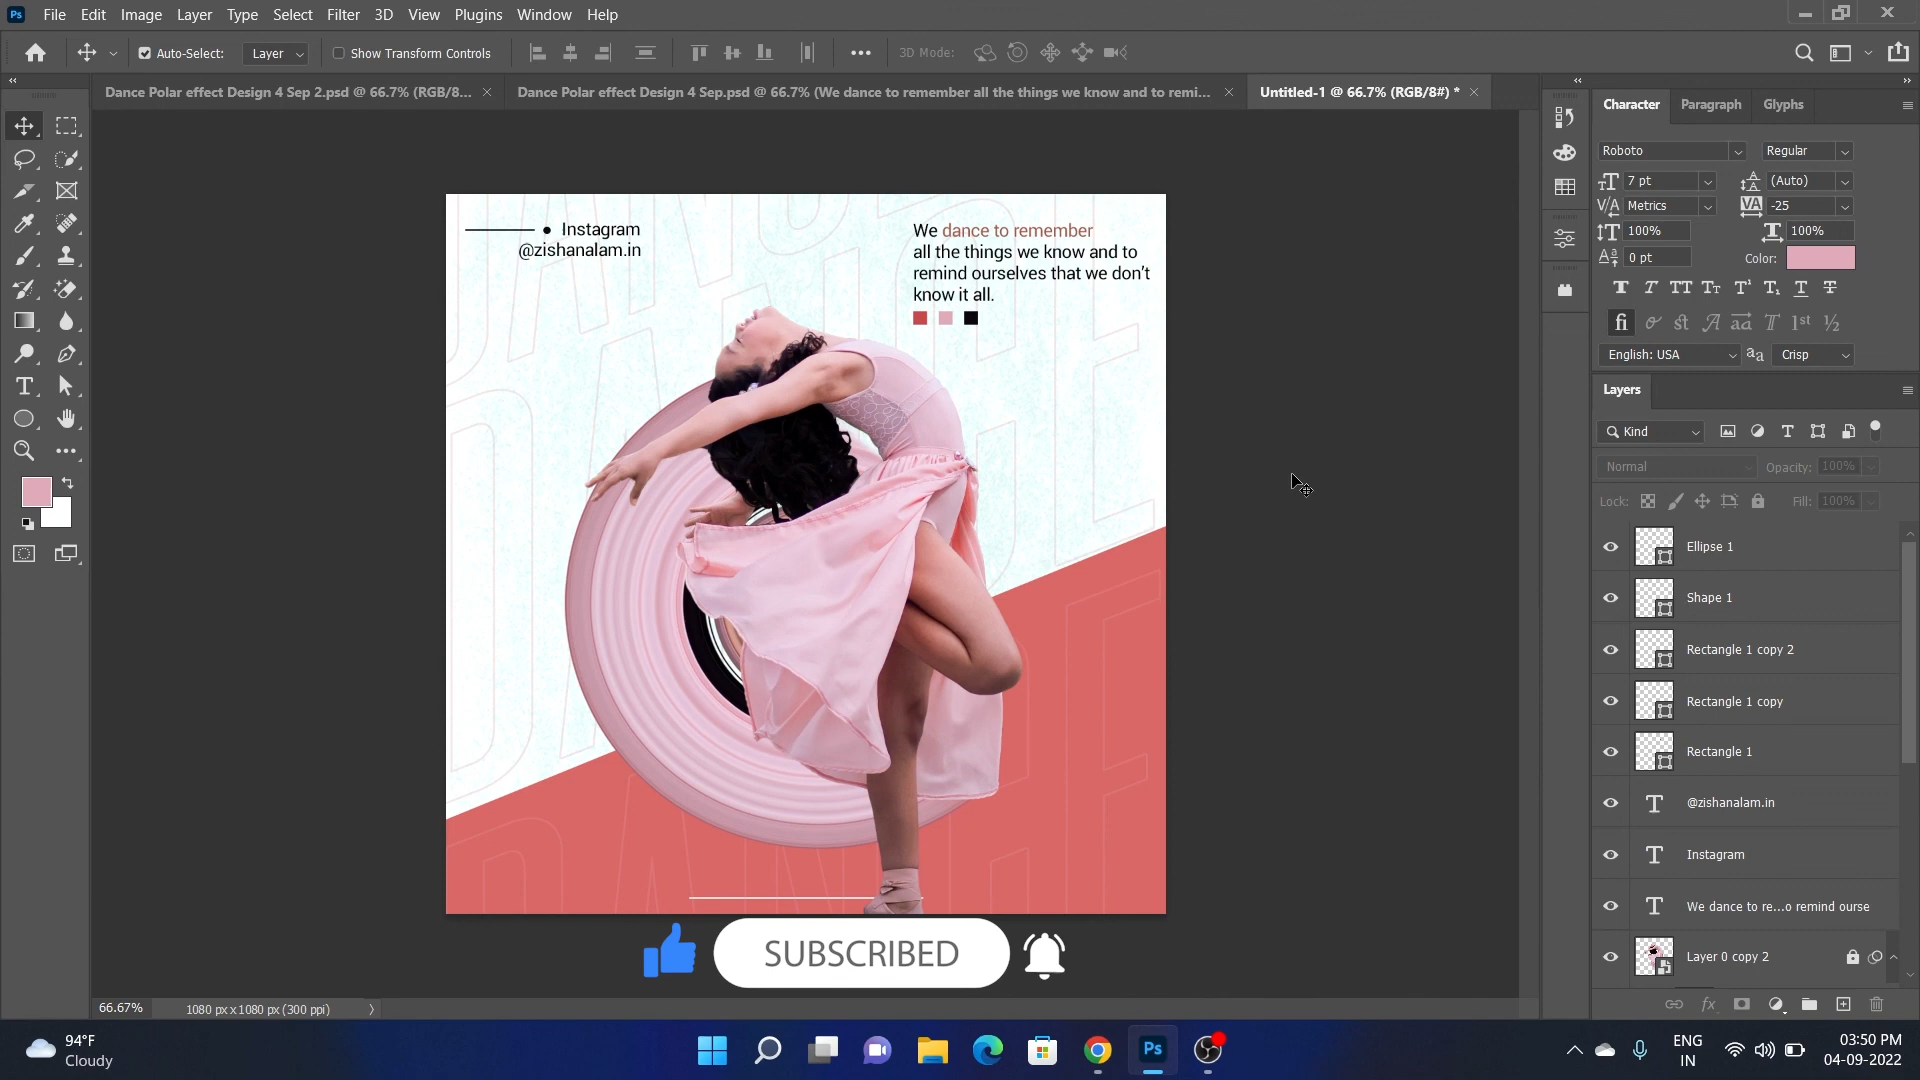 Ps File Edit Image Layer Type Select Filter 3D View Plugins Window Help
Auto-Select: Layer Show Transform Controls 3D Mode:
Dance Polar effect Design 4 Sep 2.psd @ 66.7% (RGB/8...
Dance Polar effect Design 4 Sep.psd @ 66.7% (We dance to remember all the things we know and to remi...
Untitled-1 @ 66.7% (RGB/8#) *
Instagram
@zishanalam.in
We dance to remember
all the things we know and to
remind ourselves that we don't
know it all.
DANCE
DANCE
SUBSCRIBED
66.67% 1080 px x 1080 px (300 ppi)
Character Paragraph Glyphs
Roboto Regular
7 pt (Auto)
Metrics -25
100% 100%
0 pt Color:
English: USA Crisp
Layers
Kind
Normal Opacity: 100%
Lock: Fill: 100%
Ellipse 1
Shape 1
Rectangle 1 copy 2
Rectangle 1 copy
Rectangle 1
@zishanalam.in
Instagram
We dance to re...o remind ourse
Layer 0 copy 2
94°F
Cloudy
Ps
ENG
IN
03:50 PM
04-09-2022